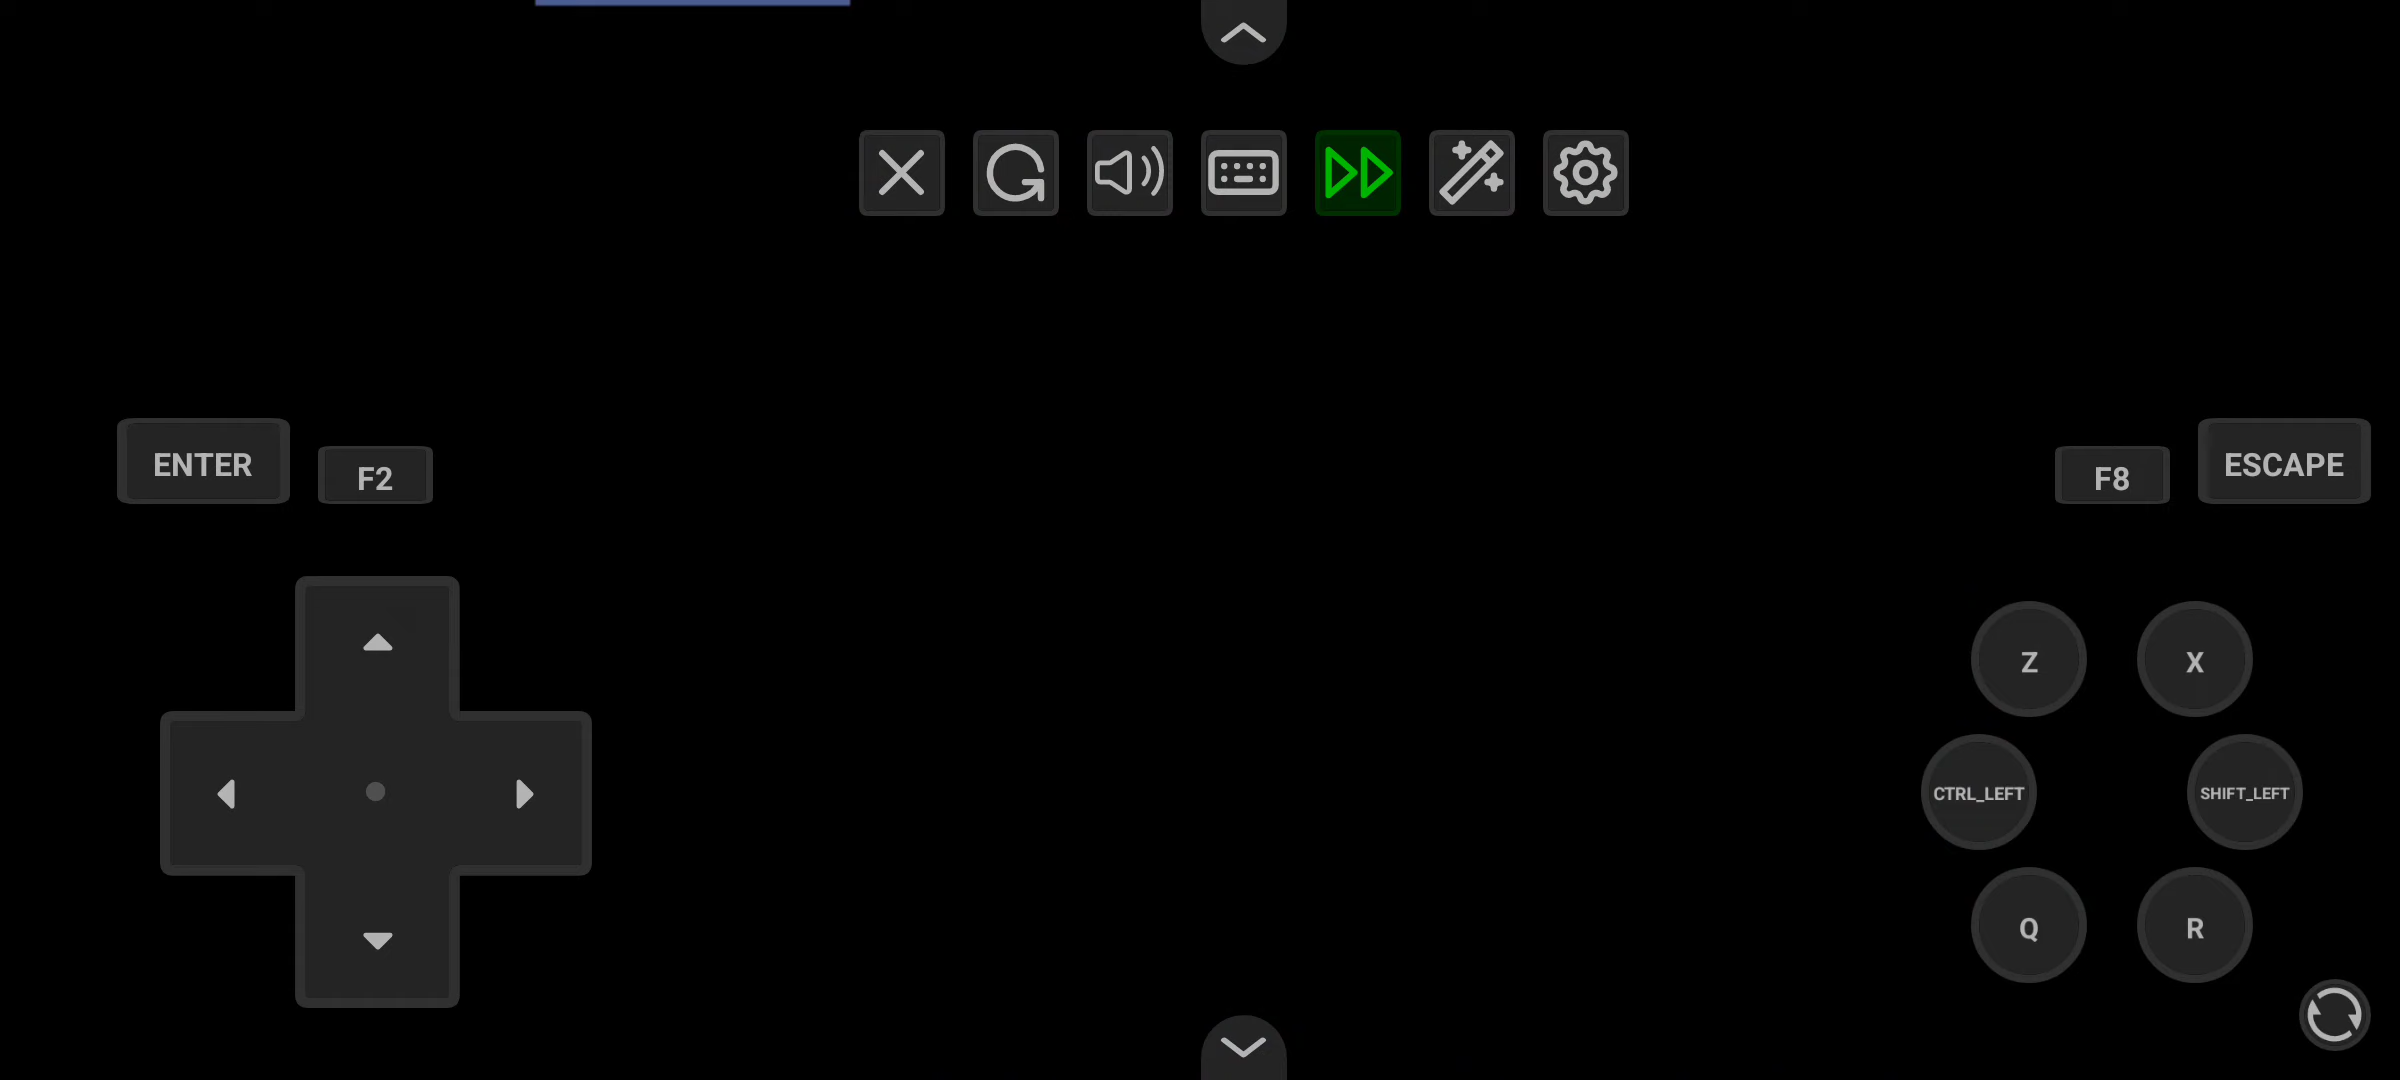 ENTER
F2
F8
ESCAPE
Z
X
CTRL_LEFT
SHIFT_LEFT
Q
R